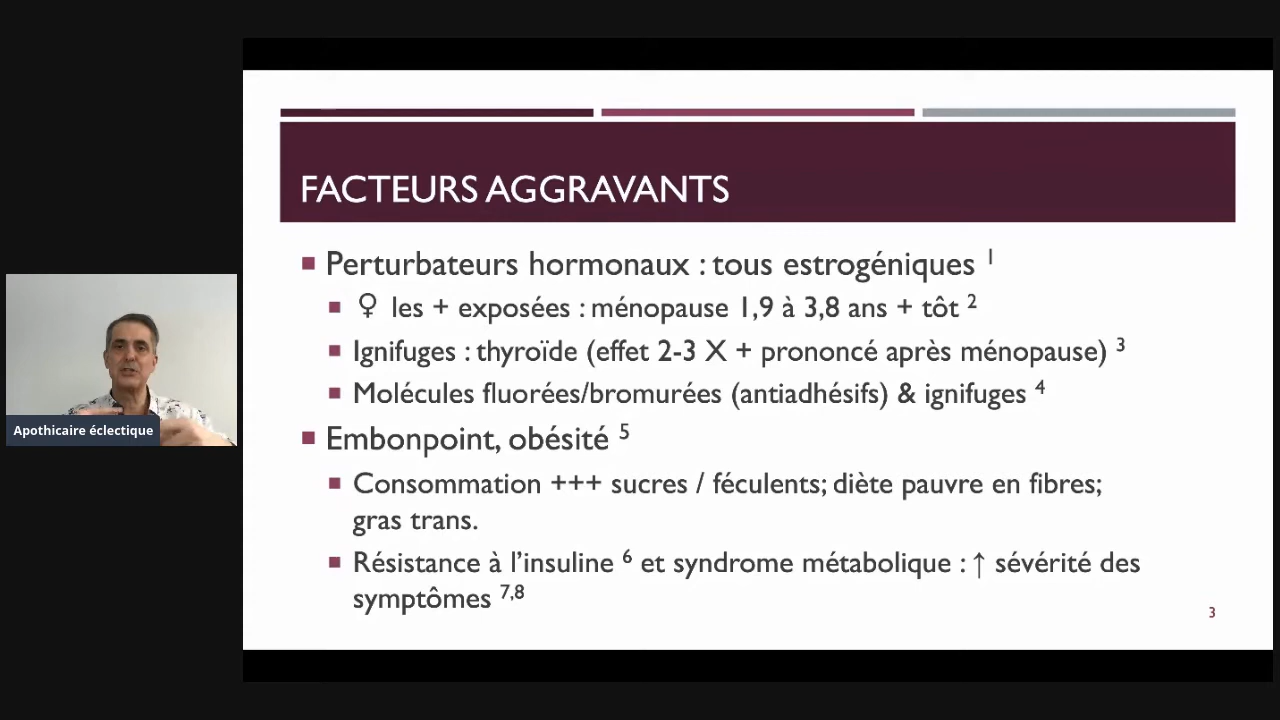 FACTEURS AGGRAVANTS
Perturbateurs hormonaux : tous estrogéniques 1
♀ les + exposées : ménopause 1,9 à 3,8 ans + tôt 2
Ignifuges : thyroïde (effet 2-3 X + prononcé après ménopause) 3
Molécules fluorées/bromurées (antiadhésifs) & ignifuges 4
Embonpoint, obésité 5
Consommation +++ sucres / féculents; diète pauvre en fibres;
gras trans.
Résistance à l'insuline 6 et syndrome métabolique : ↑ sévérité des
symptômes 7,8
3
Apothicaire éclectique